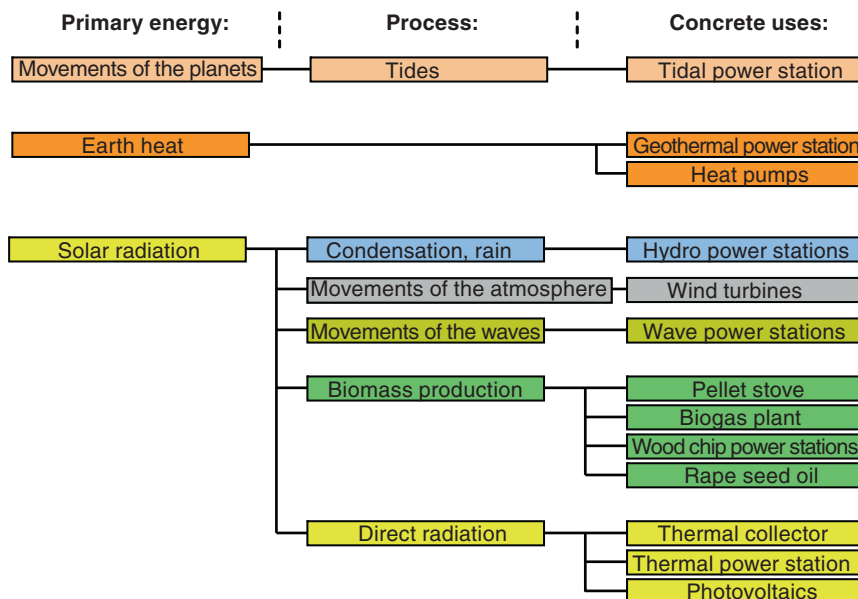 Primary energy: Process: Concrete uses:
Movements of the planets Tides Tidal power station
Earth heat Geothermal power station
Heat pumps
Solar radiation Condensation, rain Hydro power stations
Movements of the atmosphere Wind turbines
Movements of the waves Wave power stations
Biomass production Pellet stove
Biogas plant
Wood chip power stations
Rape seed oil
Direct radiation Thermal collector
Thermal power station
Photovoltaics